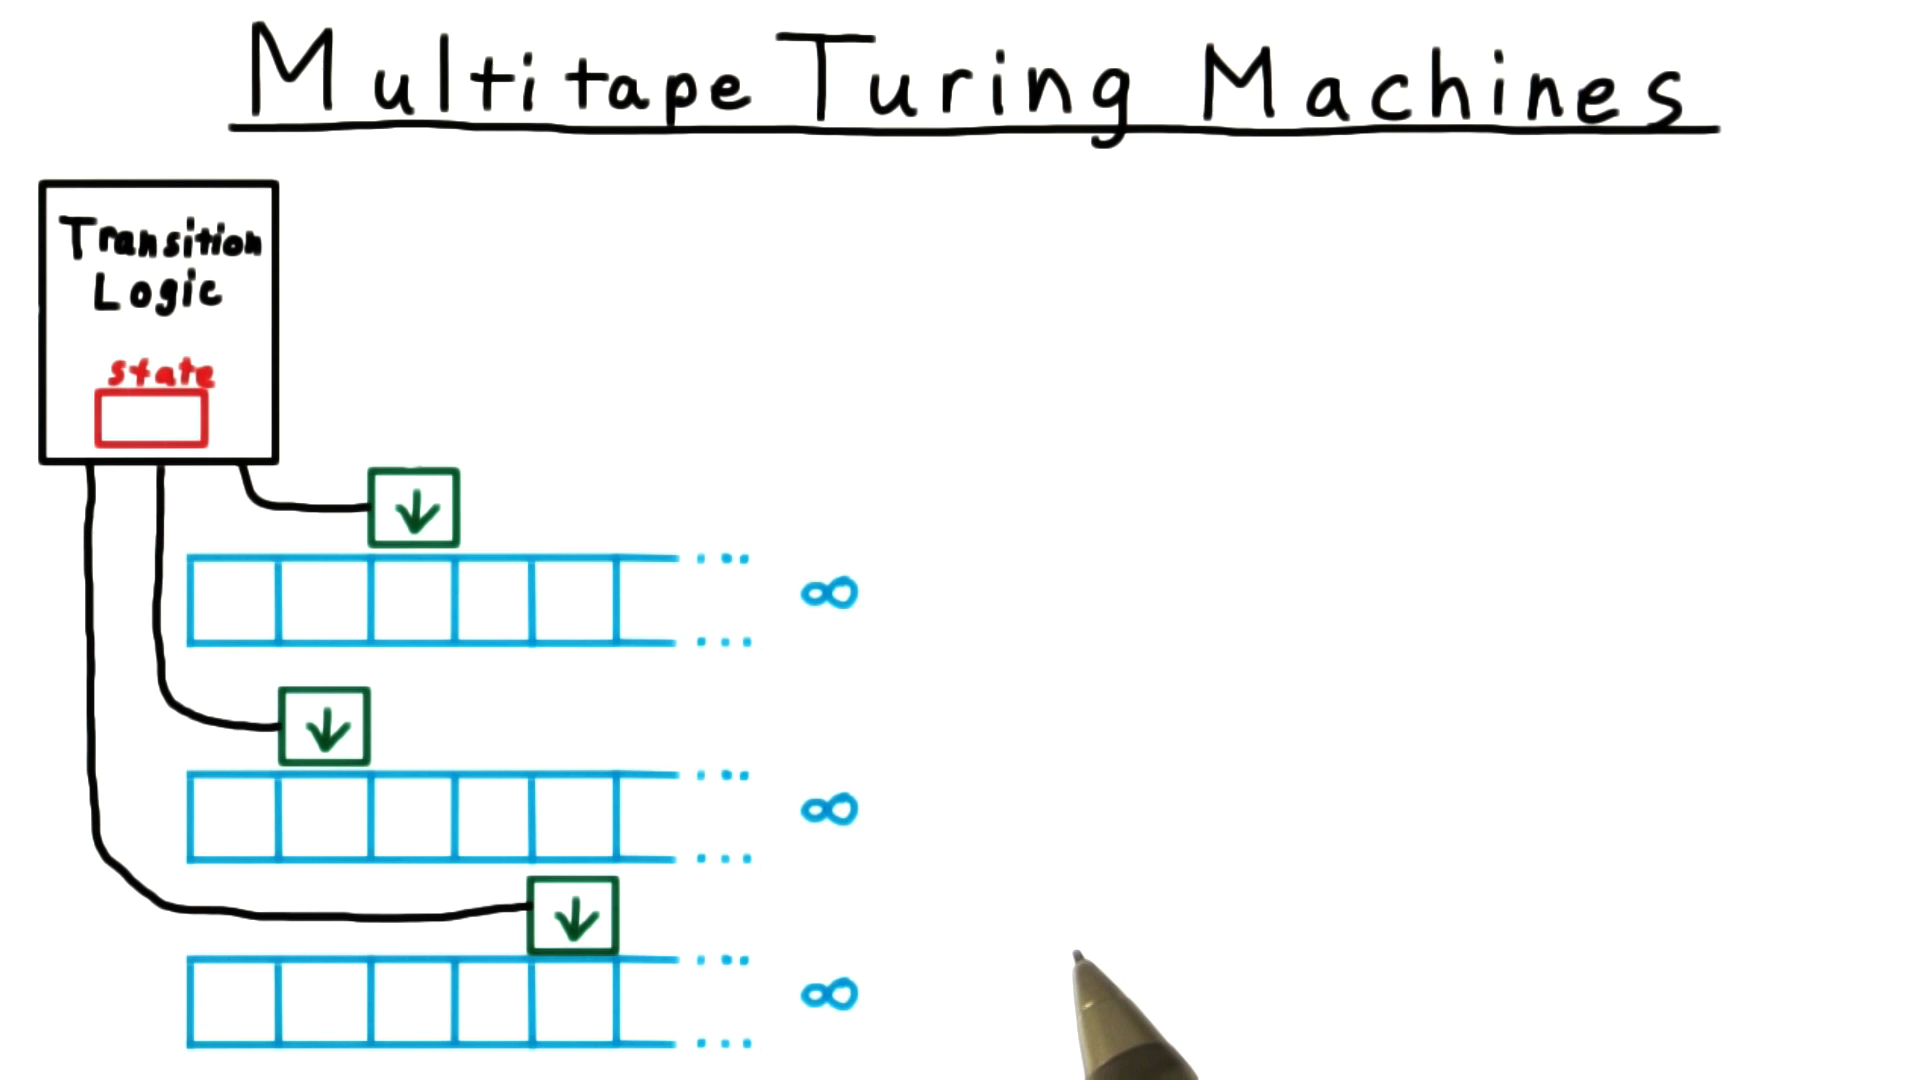 Multitape Turing Machines
Transition
Logic
state
∞
∞
∞